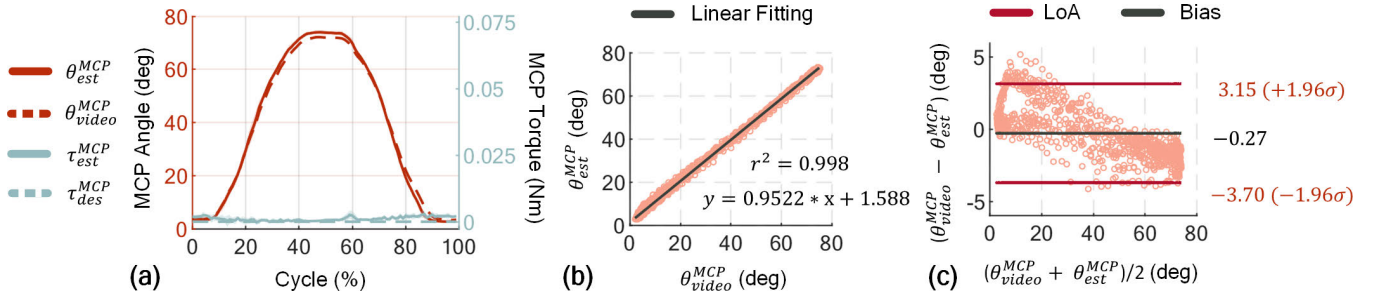 θ_est^MCP
θ_video^MCP
τ_est^MCP
τ_des^MCP
MCP Angle (deg)
80
60
40
20
0
0 20 40 60 80 100
Cycle (%)
0.075
0.05
0.025
0
MCP Torque (Nm)
(a)
Linear Fitting
θ_est^MCP (deg)
80
60
40
20
0
r² = 0.998
y = 0.9522 * x + 1.588
0 20 40 60 80
θ_video^MCP (deg)
(b)
LoA Bias
(θ_video^MCP − θ_est^MCP) (deg)
5
0
-5
3.15 (+1.96σ)
−0.27
−3.70 (−1.96σ)
0 20 40 60 80
(θ_video^MCP + θ_est^MCP)/2 (deg)
(c)